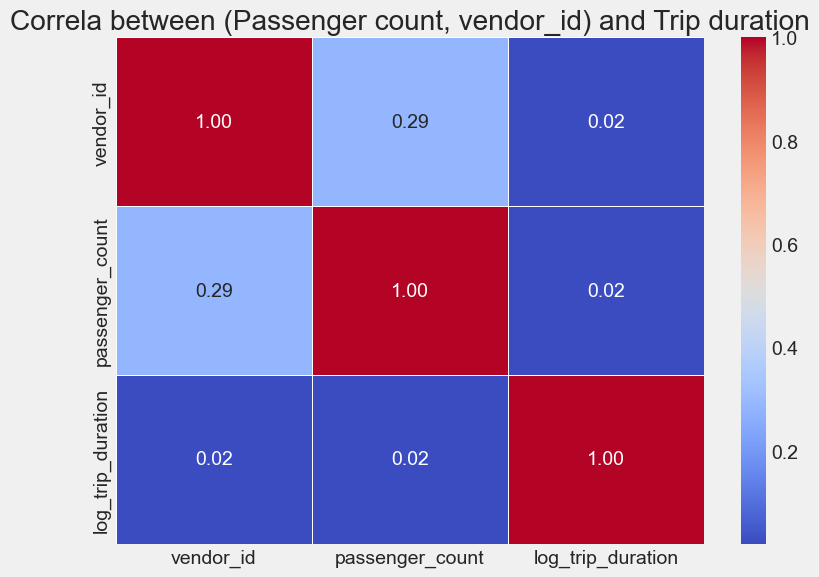 Correla between (Passenger count, vendor_id) and Trip duration
vendor_id
1.00
0.29
0.02
passenger_count
0.29
1.00
0.02
log_trip_duration
0.02
0.02
1.00
vendor_id
passenger_count
log_trip_duration
1.0
0.8
0.6
0.4
0.2